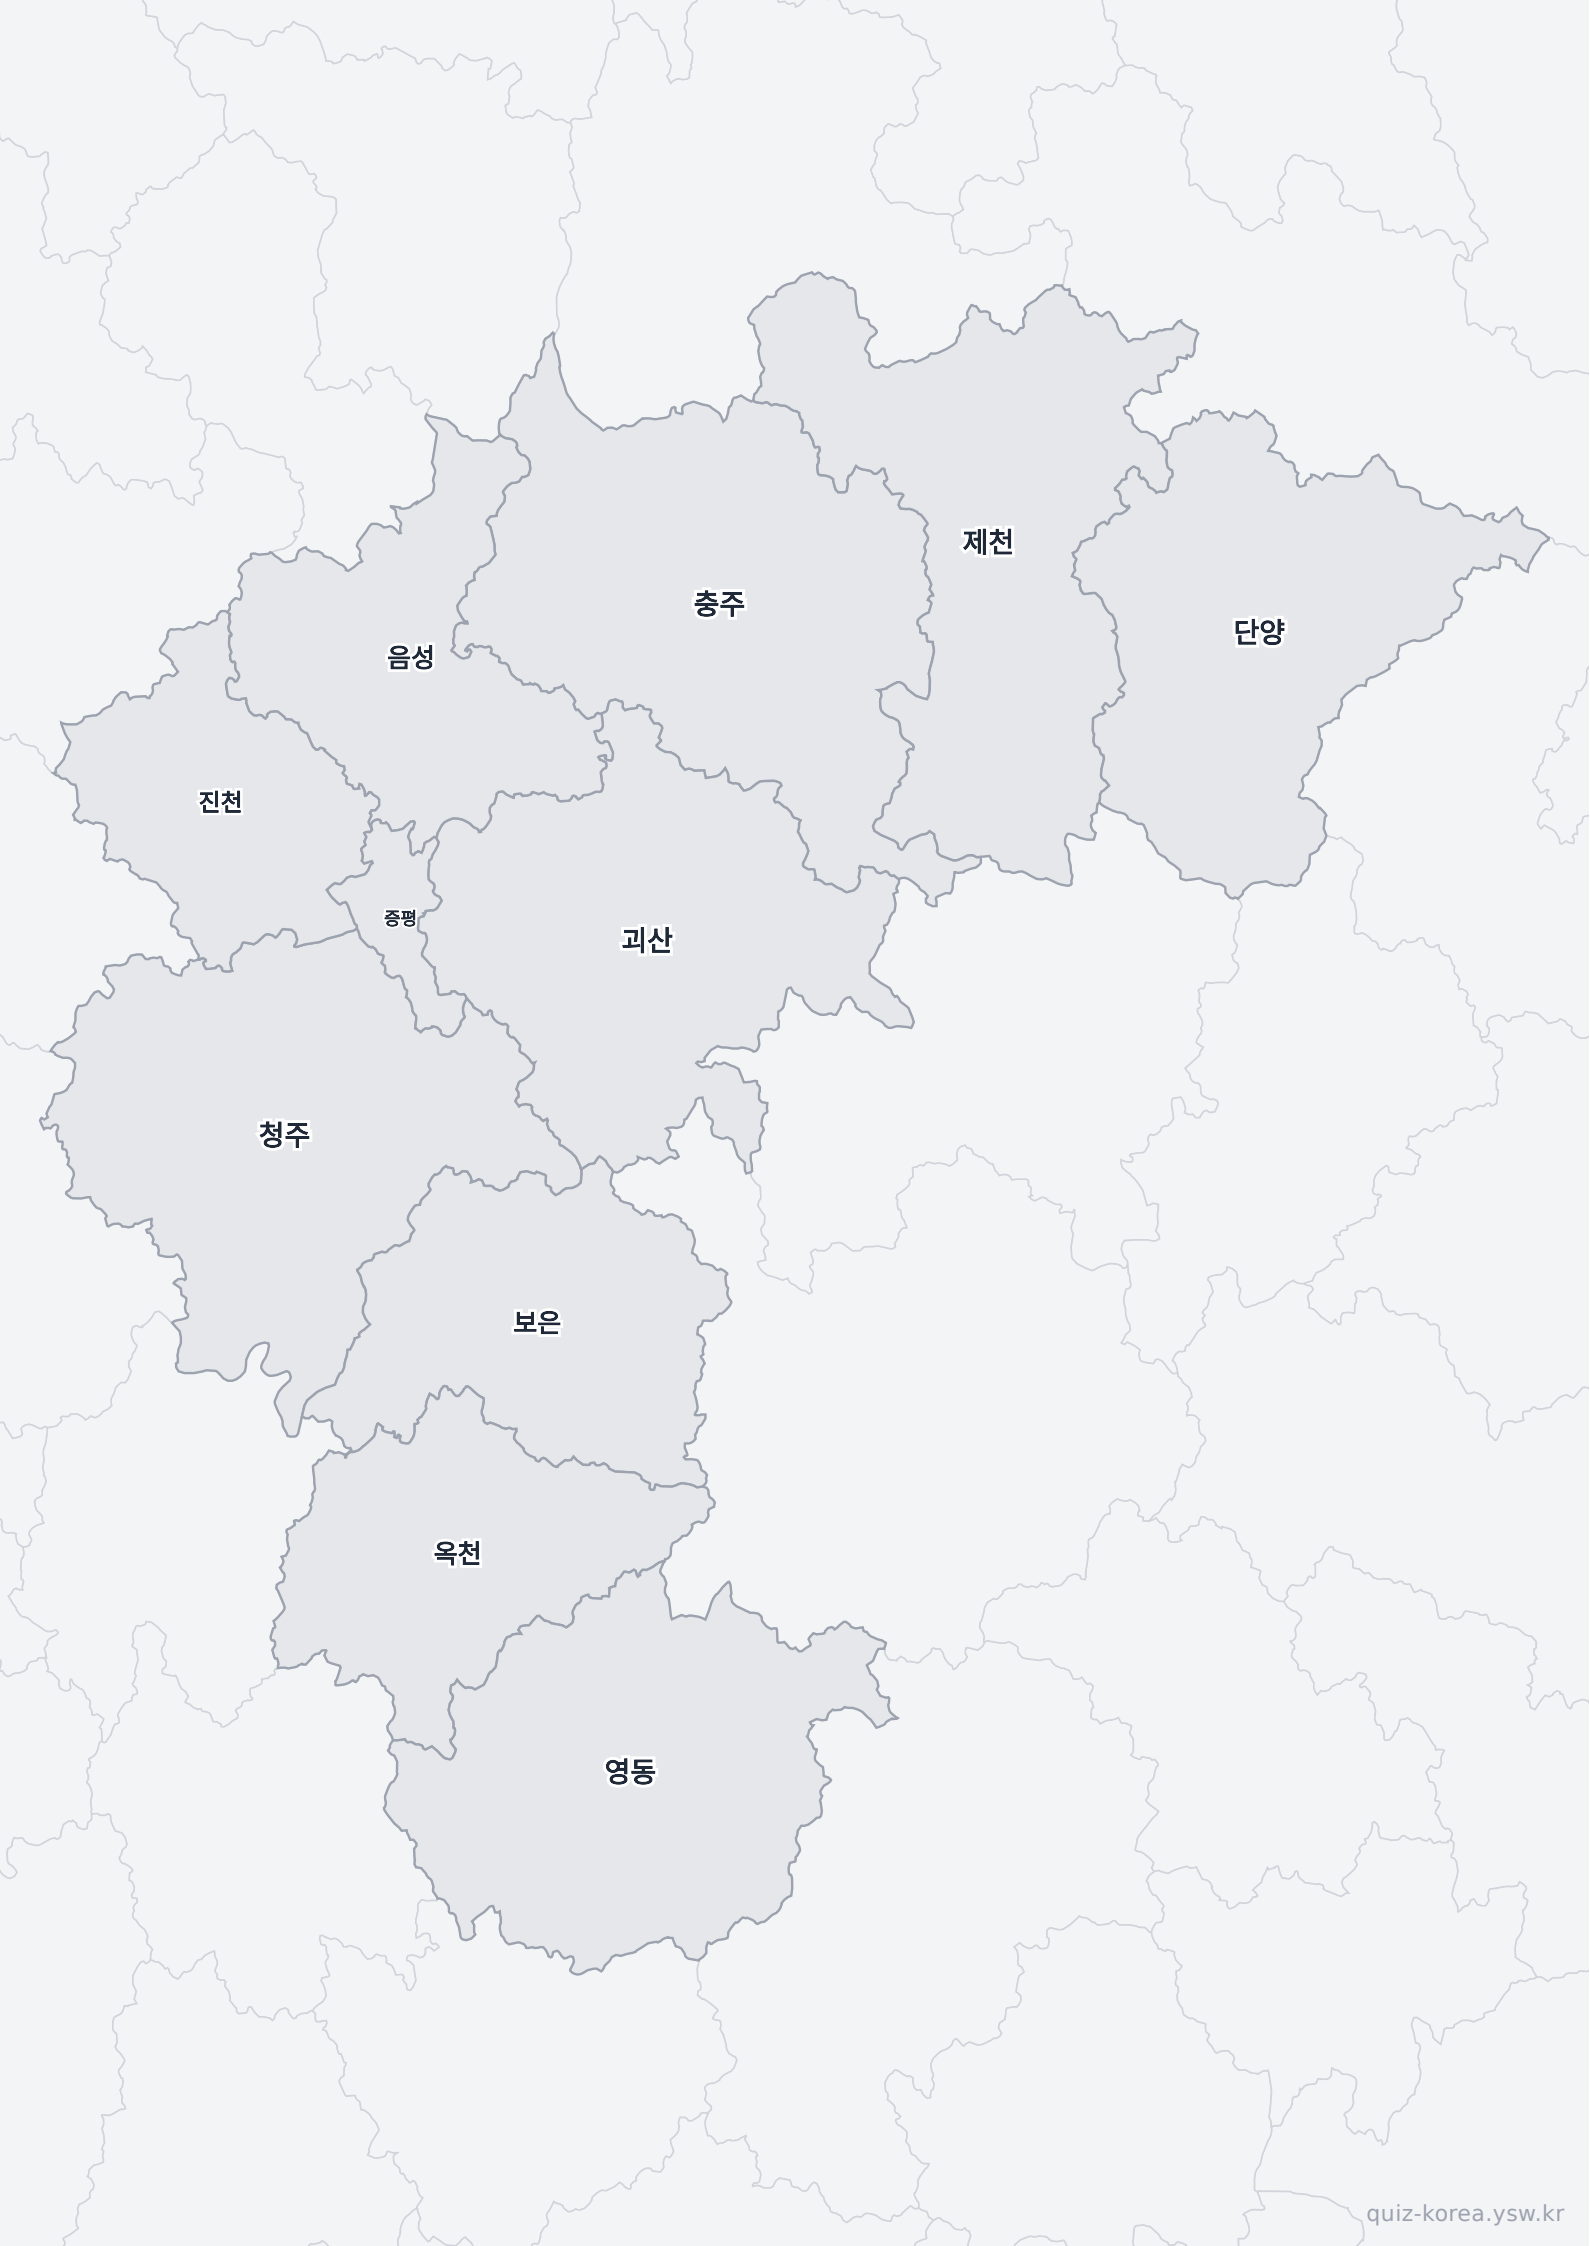 제천
충주
단양
음성
진천
증평
괴산
청주
보은
옥천
영동
quiz-korea.ysw.kr